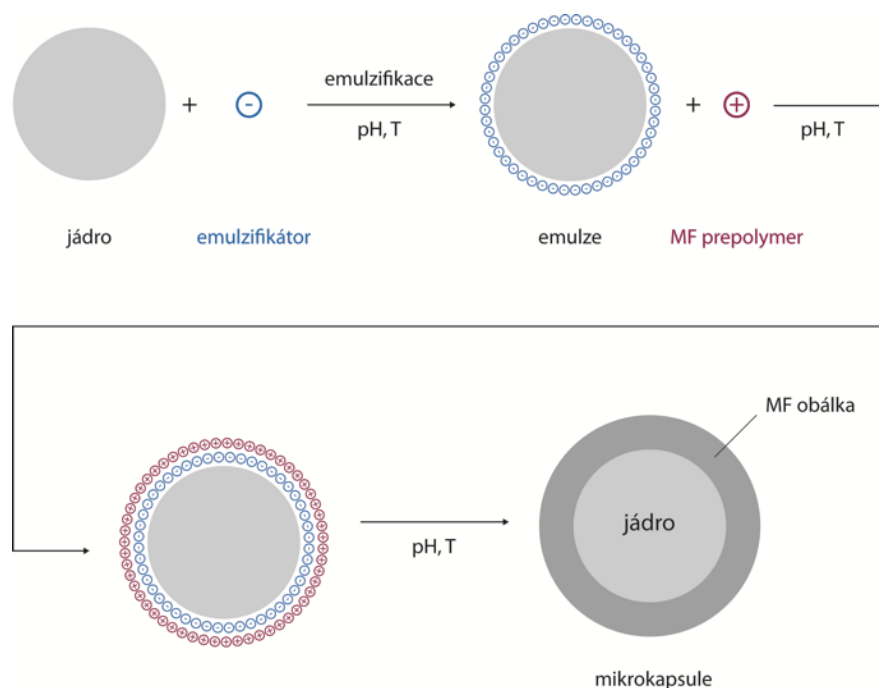 + - emulzifikace + + pH, T
pH, T
jádro emulzifikátor emulze MF prepolymer
MF obálka
jádro
pH, T
mikrokapsule